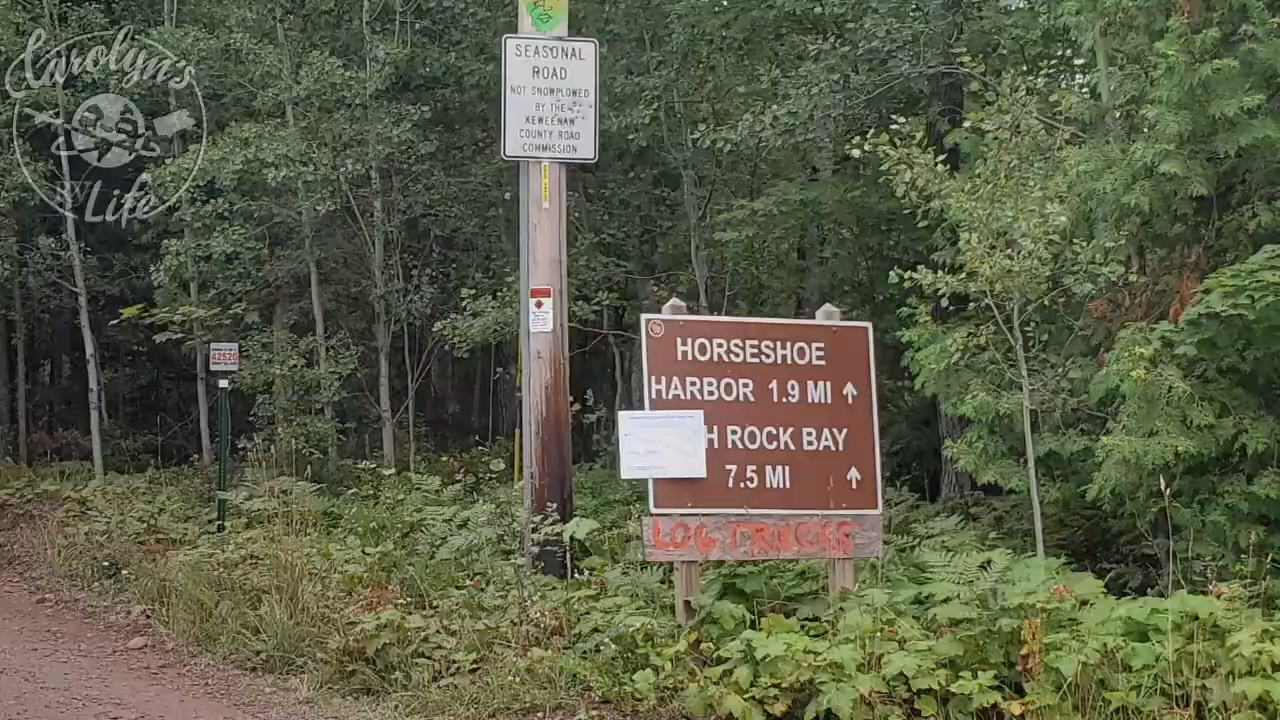 Carolyn's
RV Life
SEASONAL
ROAD
NOT SNOWPLOWED
BY THE
KEWEENAW
COUNTY ROAD
COMMISSION
42520
HORSESHOE
HARBOR 1.9 MI ↑
H ROCK BAY
7.5 MI ↑
LOG TRUCKS